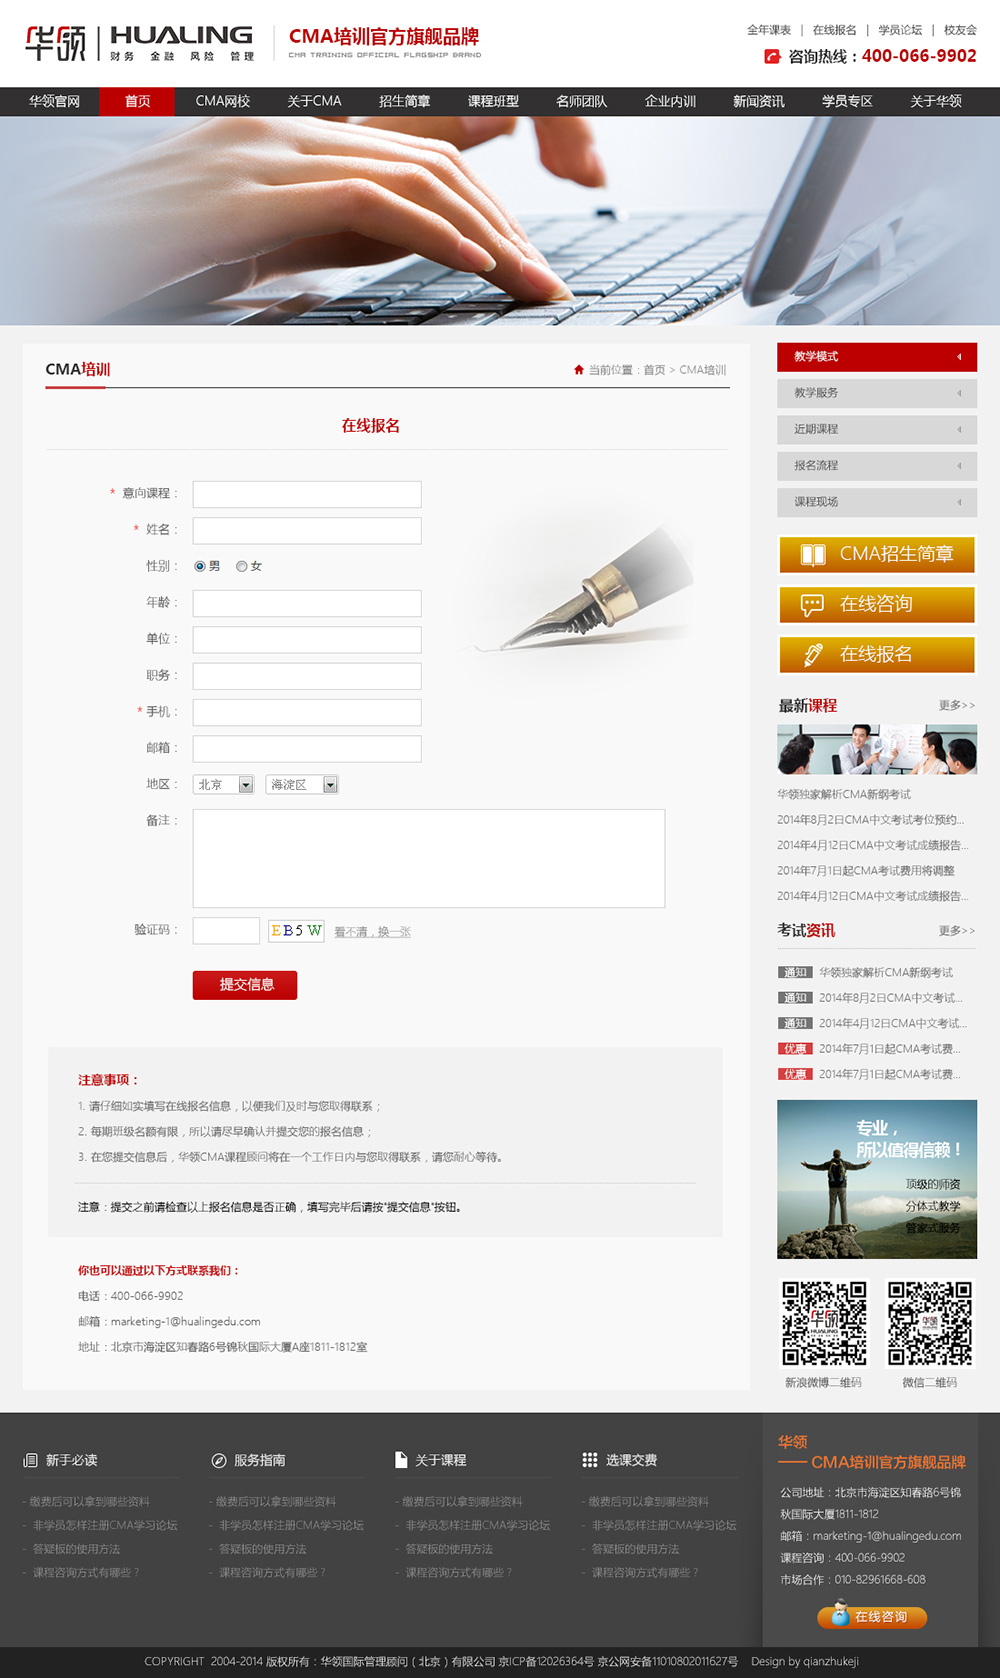 华领 HUALING
财务 金融 风险 管理
CMA培训官方旗舰品牌
CMA TRAINING OFFICIAL FLAGSHIP BRAND
全年课表 | 在线报名 | 学员论坛 | 校友会
咨询热线：400-066-9902
华领官网 首页 CMA网校 关于CMA 招生简章 课程班型 名师团队 企业内训 新闻资讯 学员专区 关于华领
CMA培训
当前位置：首页 > CMA培训
在线报名
* 意向课程：
* 姓名：
性别： 男 女
年龄：
单位：
职务：
* 手机：
邮箱：
地区： 北京 海淀区
备注：
验证码： EB5W 看不清，换一张
提交信息
注意事项：
1. 请仔细如实填写在线报名信息，以便我们及时与您取得联系；
2. 每期班级名额有限，所以请尽早确认并提交您的报名信息；
3. 在您提交信息后，华领CMA课程顾问将在一个工作日内与您取得联系，请您耐心等待。
注意：提交之前请检查以上报名信息是否正确，填写完毕后请按"提交信息"按钮。
你也可以通过以下方式联系我们：
电话：400-066-9902
邮箱：marketing-1@hualingedu.com
地址：北京市海淀区知春路6号锦秋国际大厦A座1811-1812室
教学模式
教学服务
近期课程
报名流程
课程现场
CMA招生简章
在线咨询
在线报名
最新课程 更多>>
华领独家解析CMA新纲考试
2014年8月2日CMA中文考试考位预约...
2014年4月12日CMA中文考试成绩报告...
2014年7月1日起CMA考试费用将调整
2014年4月12日CMA中文考试成绩报告...
考试资讯 更多>>
通知 华领独家解析CMA新纲考试
通知 2014年8月2日CMA中文考试...
通知 2014年4月12日CMA中文考试...
优惠 2014年7月1日起CMA考试费...
优惠 2014年7月1日起CMA考试费...
专业，
所以值得信赖！
顶级的师资
分体式教学
管家式服务
华领
HUALING
华领
新浪微博二维码 微信二维码
新手必读
- 缴费后可以拿到哪些资料
- 非学员怎样注册CMA学习论坛
- 答疑板的使用方法
- 课程咨询方式有哪些？
服务指南
- 缴费后可以拿到哪些资料
- 非学员怎样注册CMA学习论坛
- 答疑板的使用方法
- 课程咨询方式有哪些？
关于课程
- 缴费后可以拿到哪些资料
- 非学员怎样注册CMA学习论坛
- 答疑板的使用方法
- 课程咨询方式有哪些？
选课交费
- 缴费后可以拿到哪些资料
- 非学员怎样注册CMA学习论坛
- 答疑板的使用方法
- 课程咨询方式有哪些？
华领
—— CMA培训官方旗舰品牌
公司地址：北京市海淀区知春路6号锦
秋国际大厦1811-1812
邮箱：marketing-1@hualingedu.com
课程咨询：400-066-9902
市场合作：010-82961668-608
在线咨询
COPYRIGHT 2004-2014 版权所有：华领国际管理顾问（北京）有限公司 京ICP备12026364号 京公网安备11010802011627号 Design by qianzhukeji